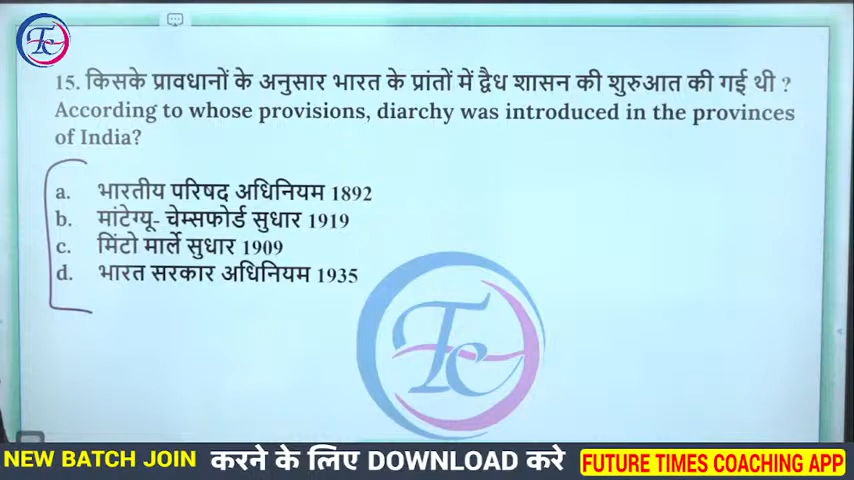 Tc
15. किसके प्रावधानों के अनुसार भारत के प्रांतों में द्वैध शासन की शुरुआत की गई थी ?
According to whose provisions, diarchy was introduced in the provinces
of India?
a. भारतीय परिषद अधिनियम 1892
b. मांटेग्यू- चेम्सफोर्ड सुधार 1919
c. मिंटो मार्ले सुधार 1909
d. भारत सरकार अधिनियम 1935
Tc
NEW BATCH JOIN करने के लिए DOWNLOAD करे FUTURE TIMES COACHING APP